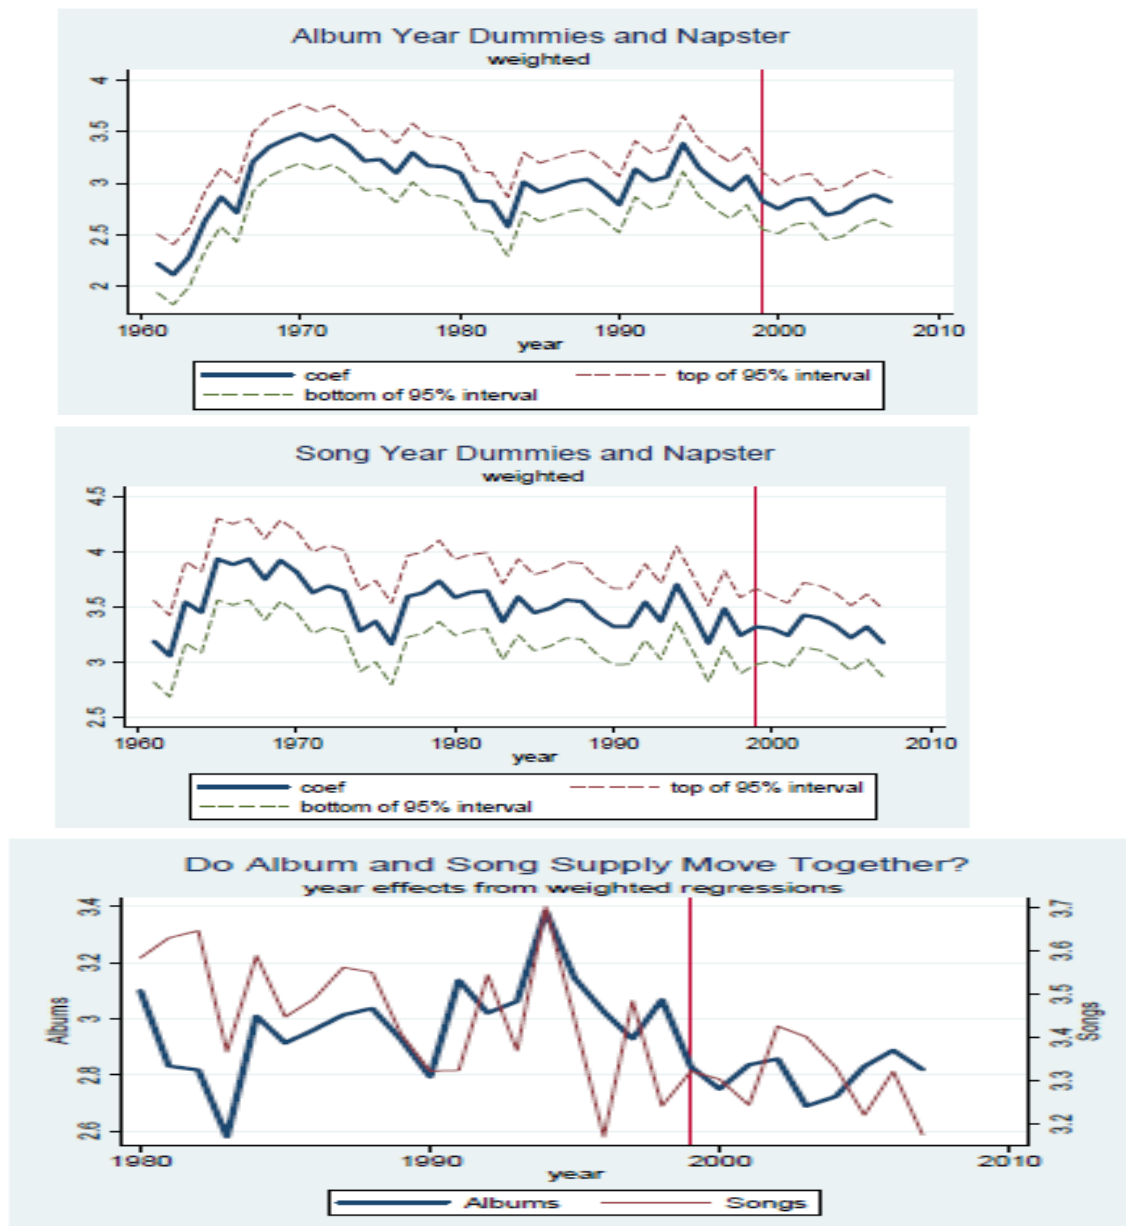 Album Year Dummies and Napster
weighted
4
3.5
3
2.5
2
1960 1970 1980 1990 2000 2010
year
coef top of 95% interval
bottom of 95% interval
Song Year Dummies and Napster
weighted
4.5
4
3.5
3
2.5
1960 1970 1980 1990 2000 2010
year
coef top of 95% interval
bottom of 95% interval
Do Album and Song Supply Move Together?
year effects from weighted regressions
Albums
3.4
3.2
3
2.8
2.6
3.7
3.6
3.5
3.4
3.3
3.2
Songs
1980 1990 2000 2010
year
Albums Songs